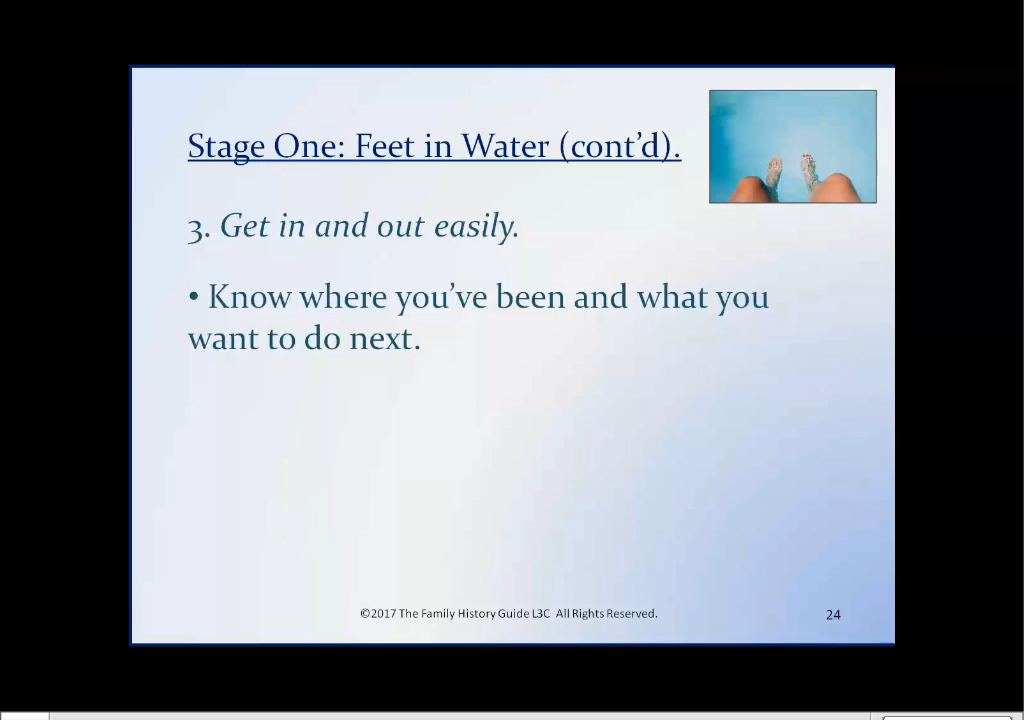 Stage One: Feet in Water (cont’d).
3. Get in and out easily.
• Know where you’ve been and what you
want to do next.
©2017 The Family History Guide L3C All Rights Reserved.
24